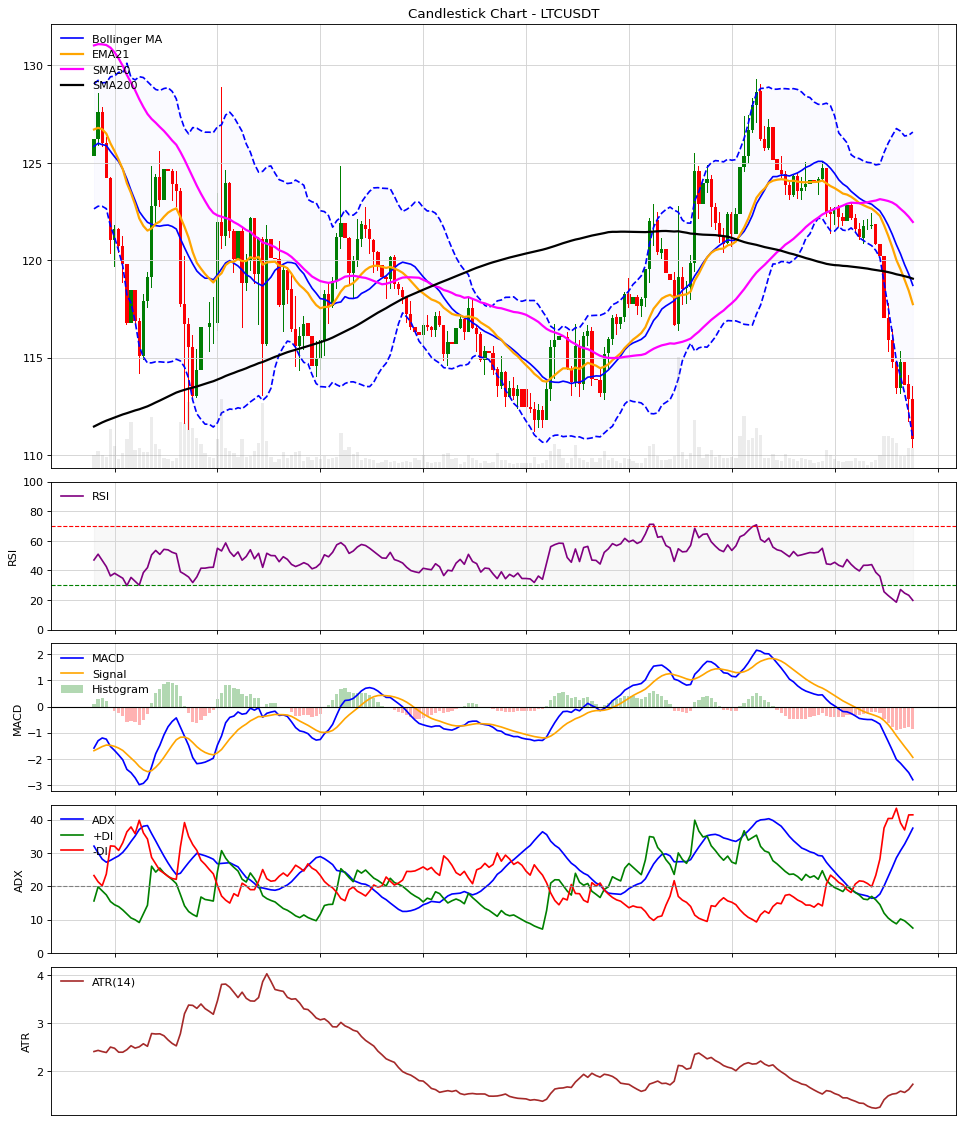 Candlestick Chart - LTCUSDT
Bollinger MA
EMA21
SMA50
SMA200
130
125
120
115
110
RSI
100
80
60
40
20
0
RSI
MACD
Signal
Histogram
2
1
0
−1
−2
−3
MACD
ADX
+DI
-DI
40
30
20
10
0
ADX
ATR(14)
4
3
2
ATR